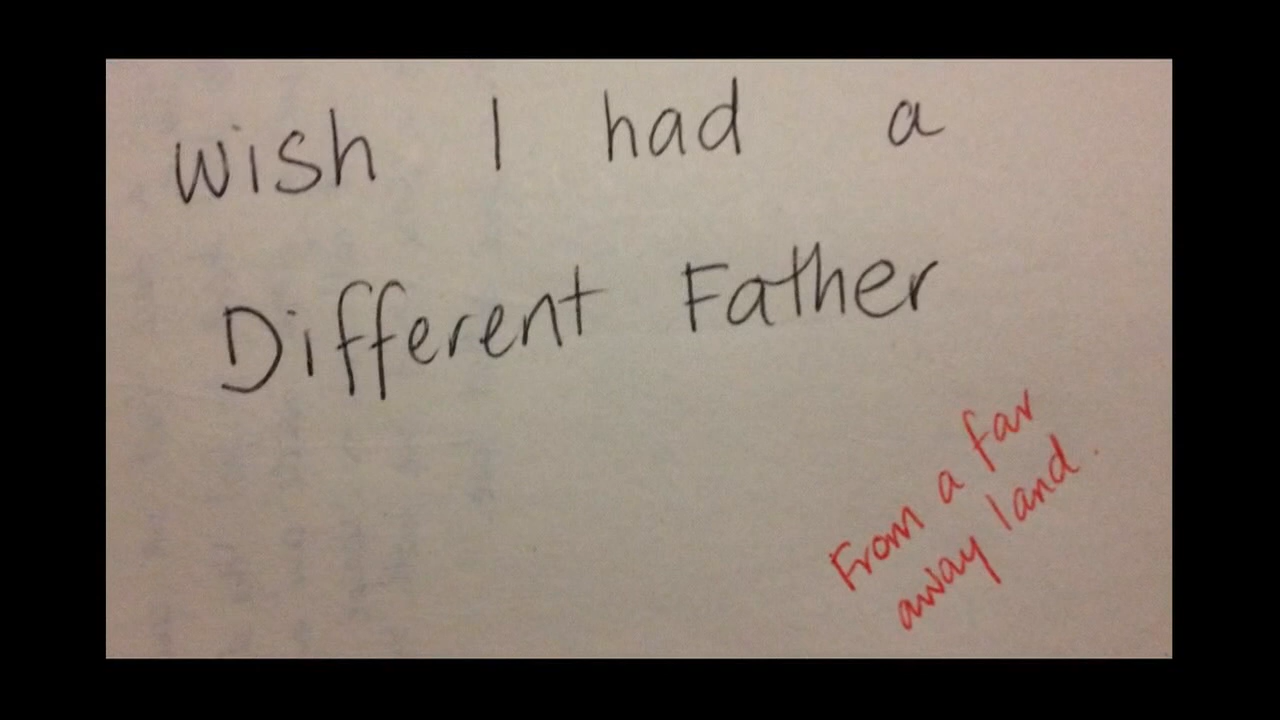 Wish I had a
Different Father
From a far
away land.